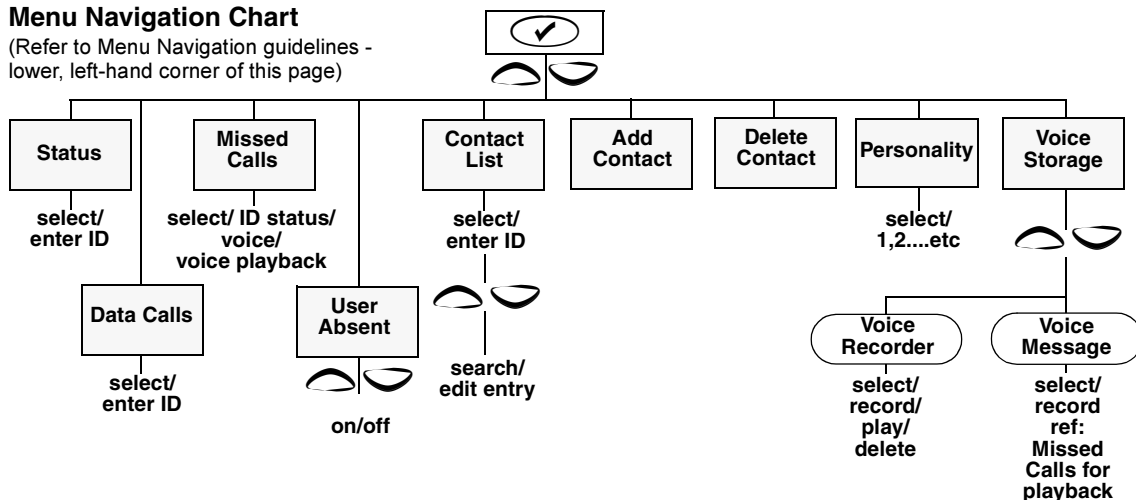 Menu Navigation Chart
(Refer to Menu Navigation guidelines -
lower, left-hand corner of this page)
Status
select/
enter ID
Data Calls
select/
enter ID
Missed
Calls
select/ ID status/
voice/
voice playback
User
Absent
on/off
Contact
List
select/
enter ID
search/
edit entry
Add
Contact
Delete
Contact
Personality
select/
1,2....etc
Voice
Storage
Voice
Recorder
select/
record/
play/
delete
Voice
Message
select/
record
ref:
Missed
Calls for
playback